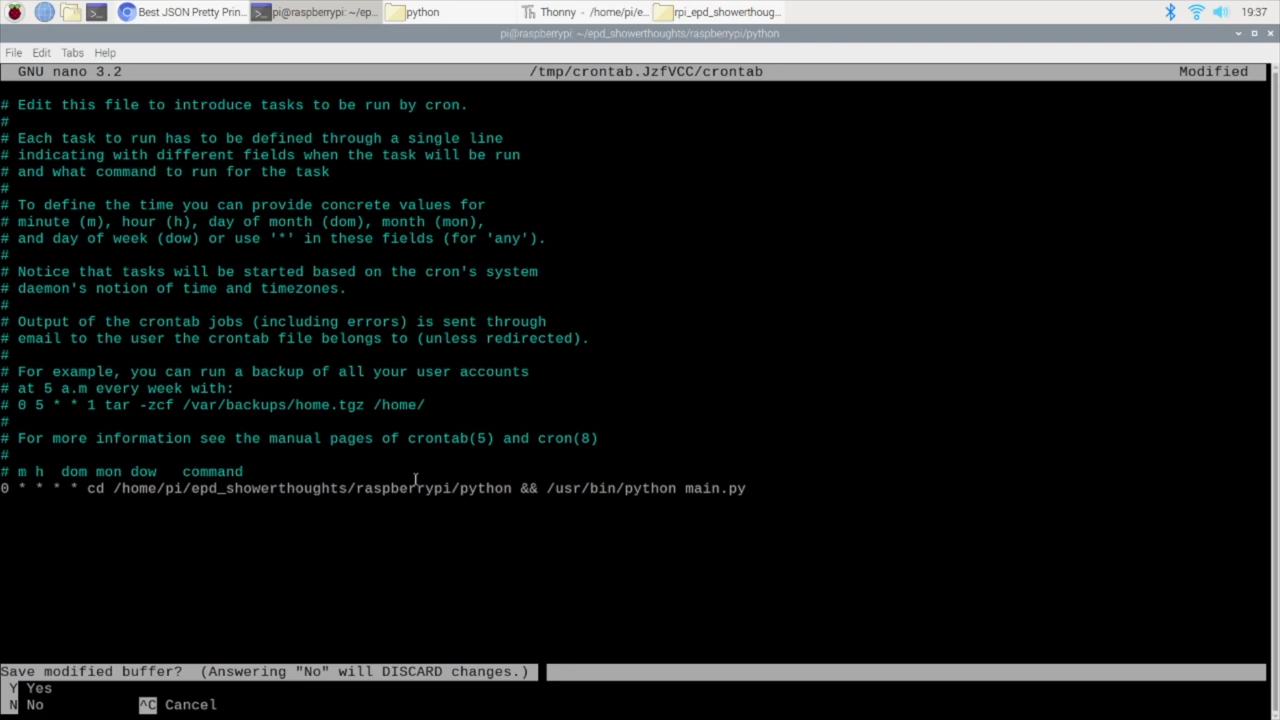 Best JSON Pretty Prin...
pi@raspberrypi: ~/ep...
python
Thonny - /home/pi/e...
rpi_epd_showerthoug...
19:37
pi@raspberrypi: ~/epd_showerthoughts/raspberrypi/python
File Edit Tabs Help
GNU nano 3.2 /tmp/crontab.JzfVCC/crontab Modified
# Edit this file to introduce tasks to be run by cron.
#
# Each task to run has to be defined through a single line
# indicating with different fields when the task will be run
# and what command to run for the task
#
# To define the time you can provide concrete values for
# minute (m), hour (h), day of month (dom), month (mon),
# and day of week (dow) or use '*' in these fields (for 'any').
#
# Notice that tasks will be started based on the cron's system
# daemon's notion of time and timezones.
#
# Output of the crontab jobs (including errors) is sent through
# email to the user the crontab file belongs to (unless redirected).
#
# For example, you can run a backup of all your user accounts
# at 5 a.m every week with:
# 0 5 * * 1 tar -zcf /var/backups/home.tgz /home/
#
# For more information see the manual pages of crontab(5) and cron(8)
#
# m h  dom mon dow   command
0 * * * * cd /home/pi/epd_showerthoughts/raspberrypi/python && /usr/bin/python main.py
Save modified buffer?  (Answering "No" will DISCARD changes.)
Y Yes
N No ^C Cancel